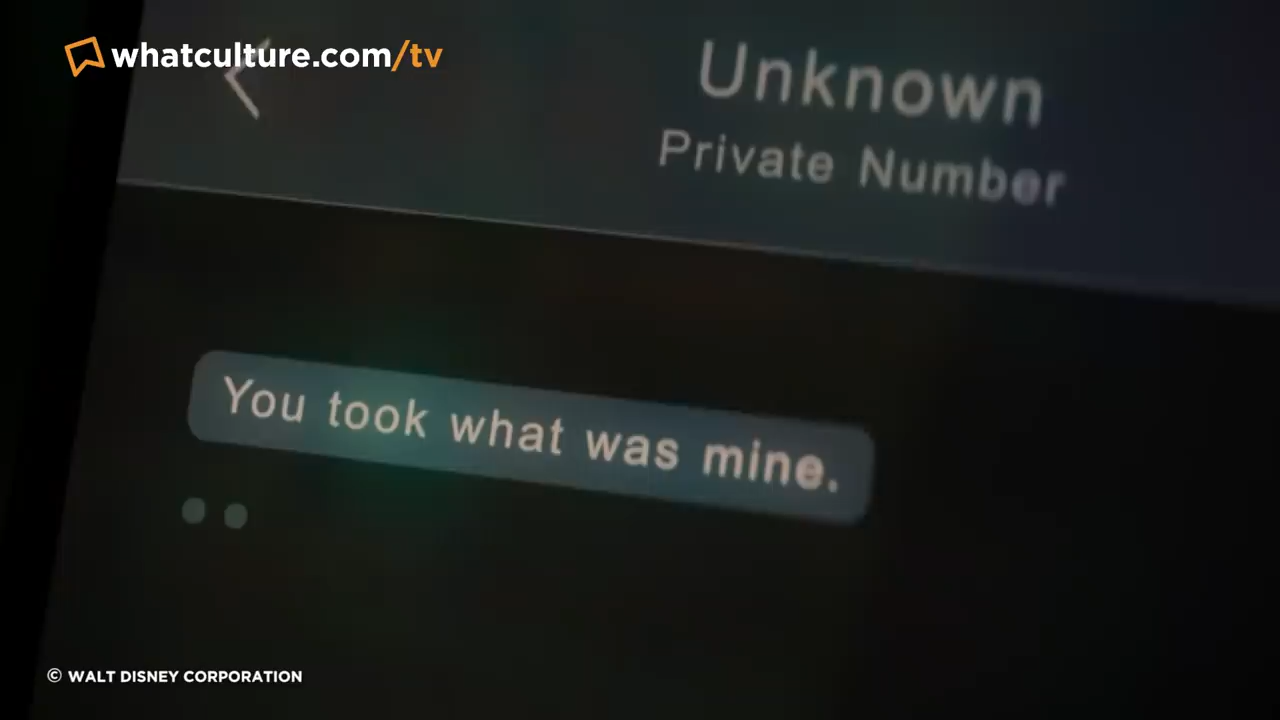 whatculture.com/tv
Unknown
Private Number
You took what was mine.
© WALT DISNEY CORPORATION